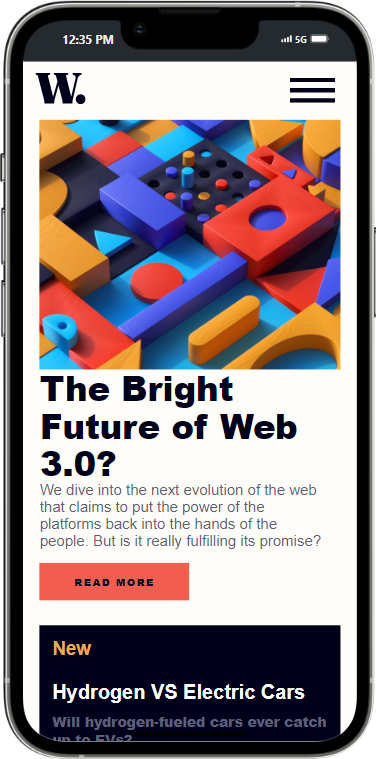 12:35 PM
5G
W.
The Bright
Future of Web
3.0?
We dive into the next evolution of the web
that claims to put the power of the
platforms back into the hands of the
people. But is it really fulfilling its promise?
READ MORE
New
Hydrogen VS Electric Cars
Will hydrogen-fueled cars ever catch
up to EVs?